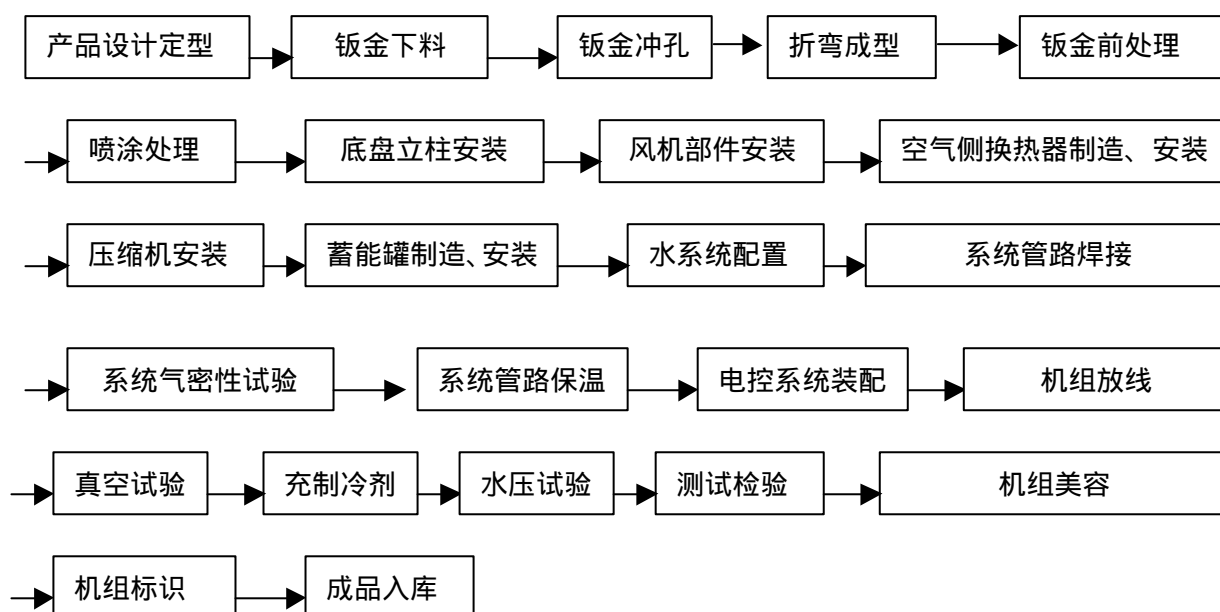 产品设计定型 钣金下料 钣金冲孔 折弯成型 钣金前处理
喷涂处理 底盘立柱安装 风机部件安装 空气侧换热器制造、安装
压缩机安装 蓄能罐制造、安装 水系统配置 系统管路焊接
系统气密性试验 系统管路保温 电控系统装配 机组放线
真空试验 充制冷剂 水压试验 测试检验 机组美容
机组标识 成品入库